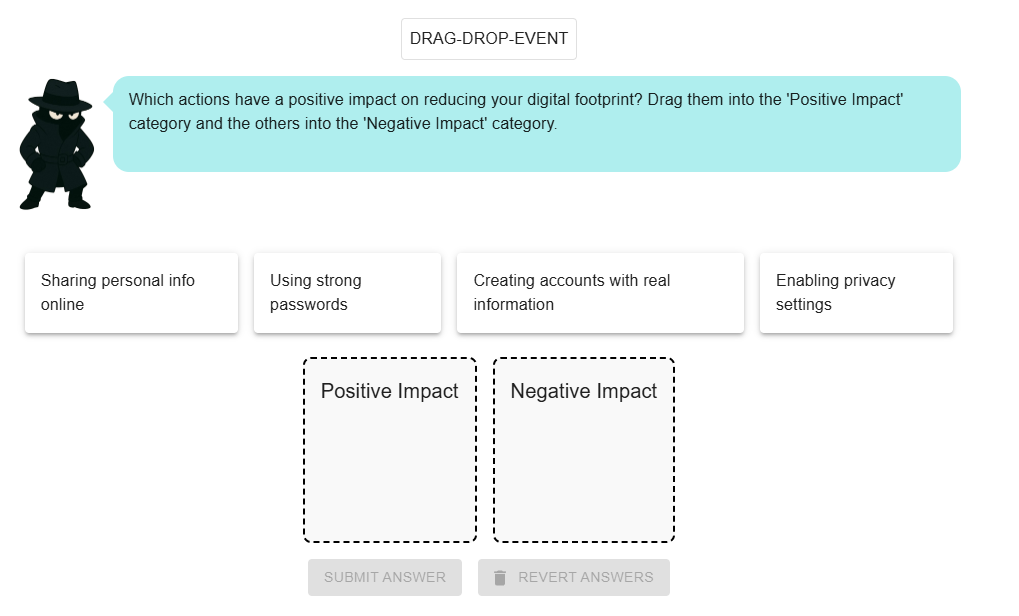 DRAG-DROP-EVENT
Which actions have a positive impact on reducing your digital footprint? Drag them into the 'Positive Impact'
category and the others into the 'Negative Impact' category.
Sharing personal info
online
Using strong
passwords
Creating accounts with real
information
Enabling privacy
settings
Positive Impact
Negative Impact
SUBMIT ANSWER
REVERT ANSWERS